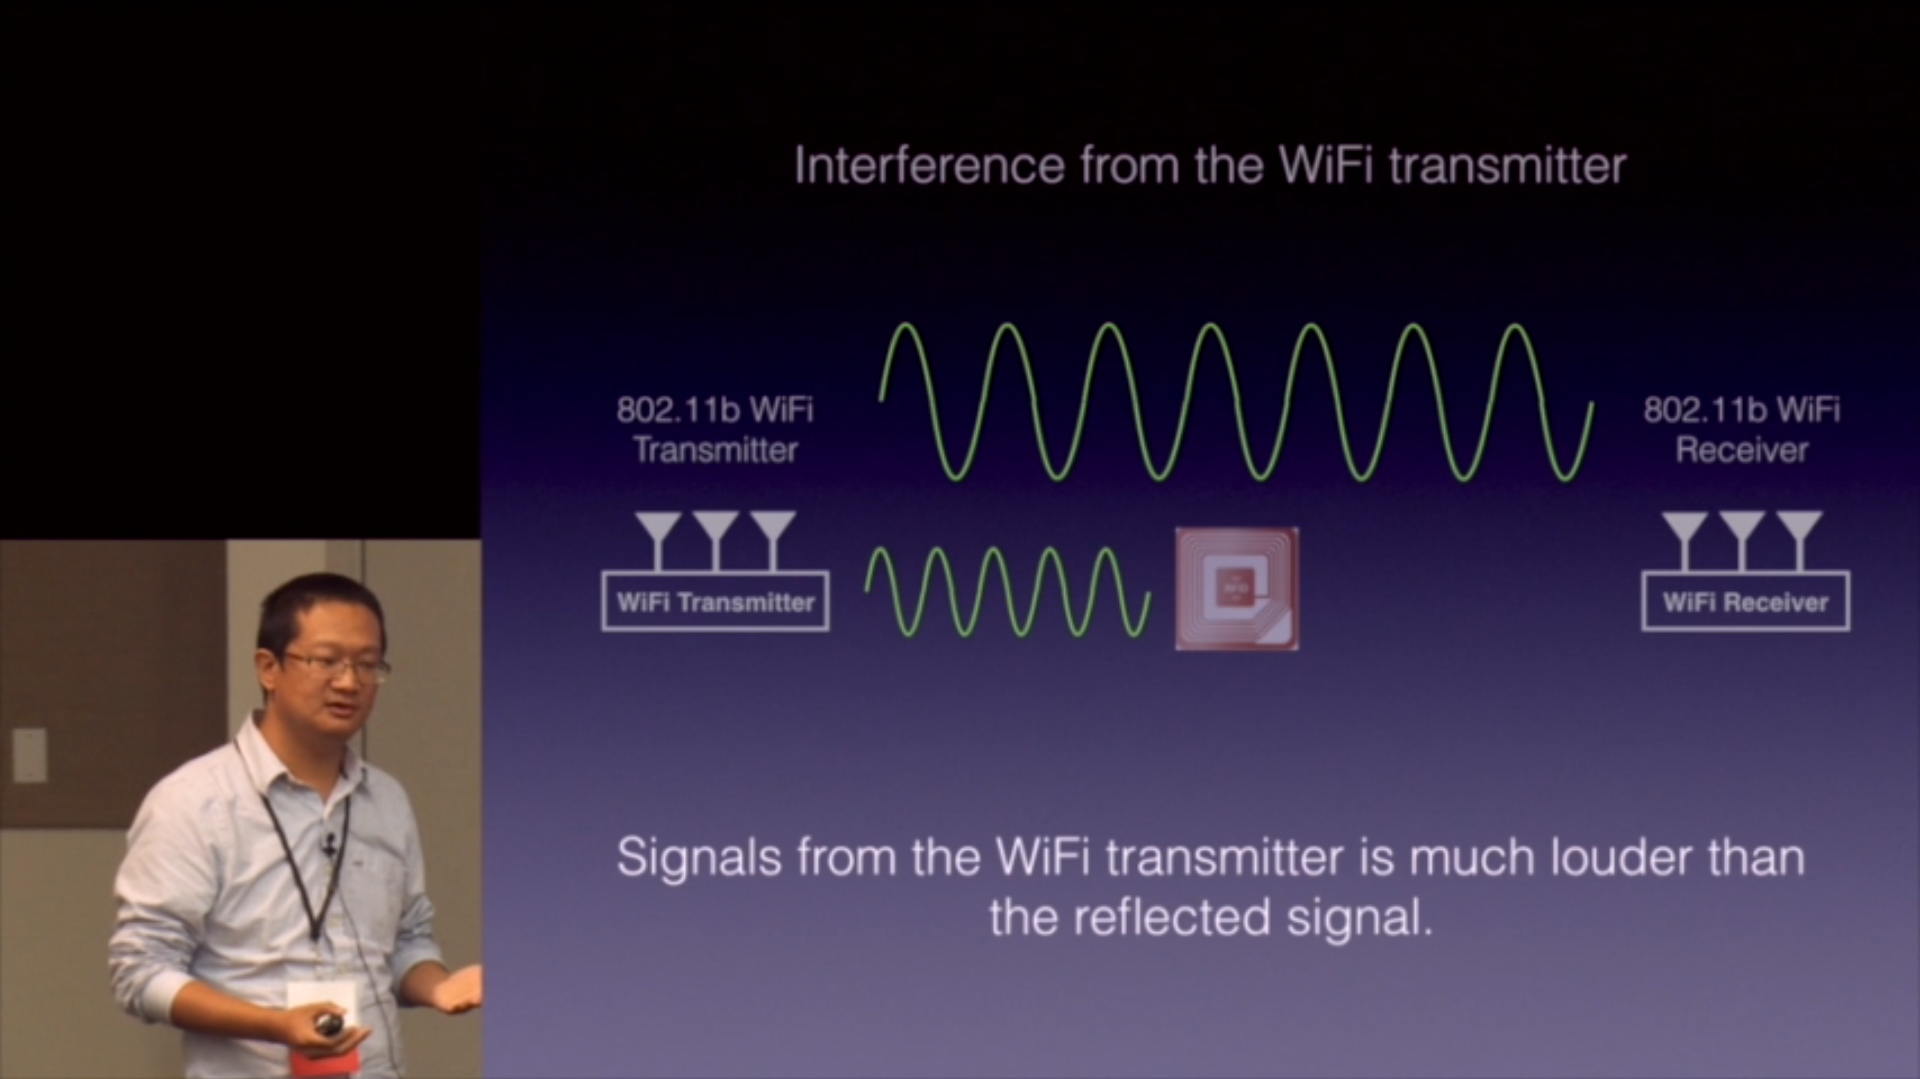 Interference from the WiFi transmitter
802.11b WiFi
Transmitter
802.11b WiFi
Receiver
WiFi Transmitter
WiFi Receiver
Signals from the WiFi transmitter is much louder than
the reflected signal.